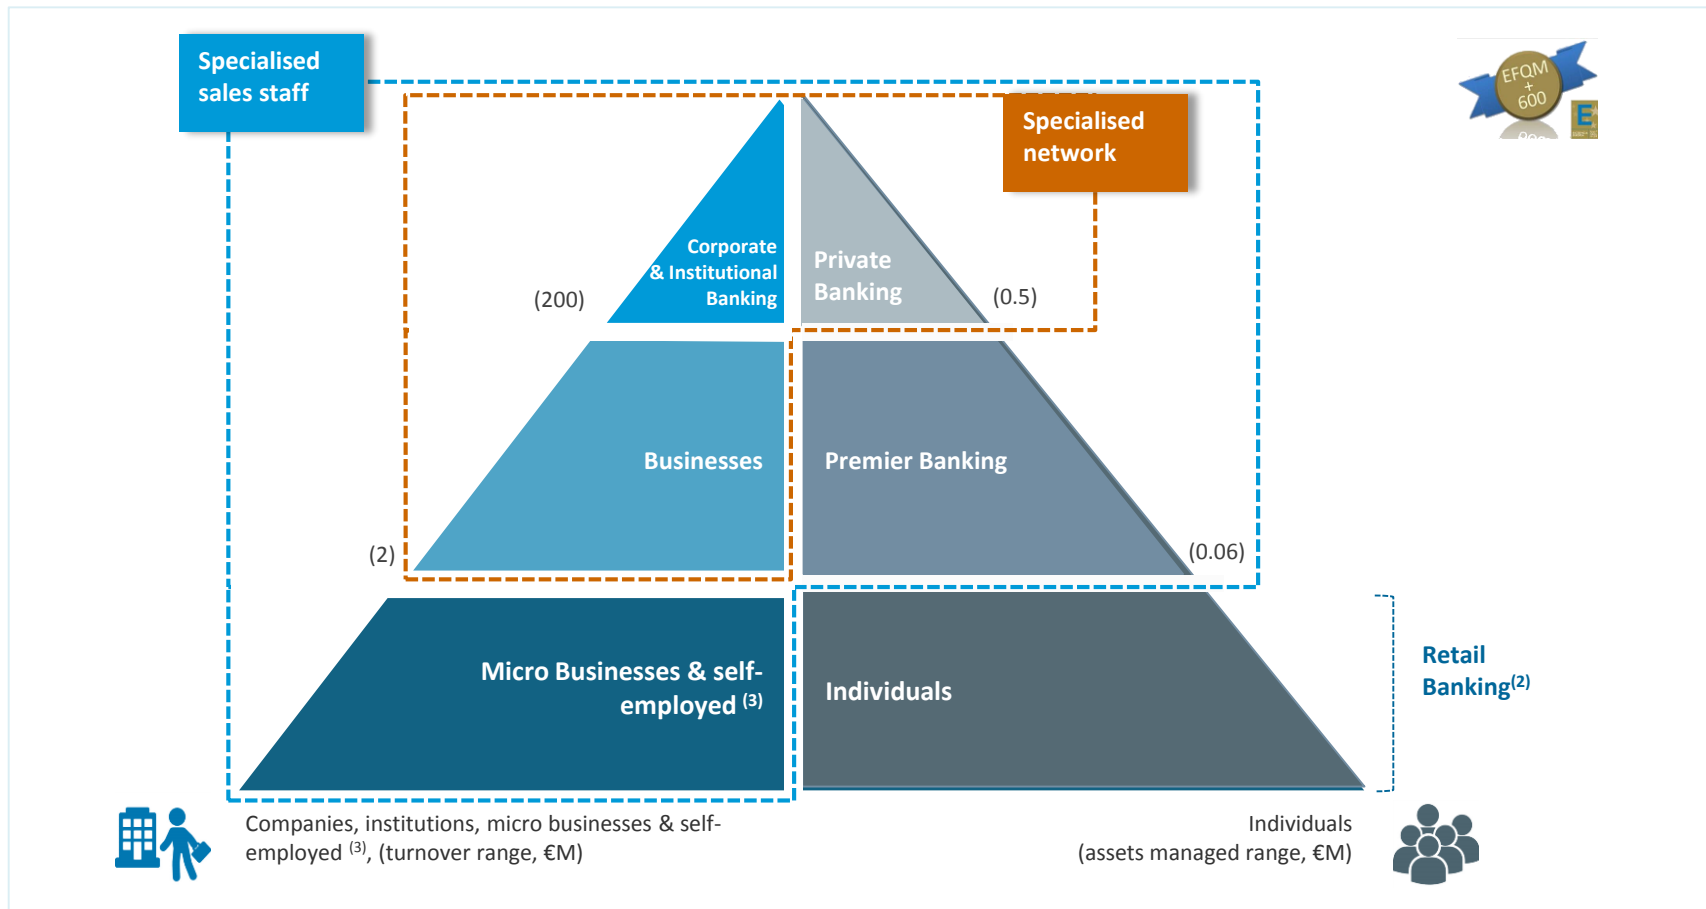 Specialised
sales staff
EFQM
+
600
E
Specialised
network
Corporate
& Institutional
Banking
Private
Banking
(200)
(0.5)
Businesses
Premier Banking
(2)
(0.06)
Micro Businesses & self-
employed (3)
Individuals
Retail
Banking(2)
Companies, institutions, micro businesses & self-
employed (3), (turnover range, €M)
Individuals
(assets managed range, €M)